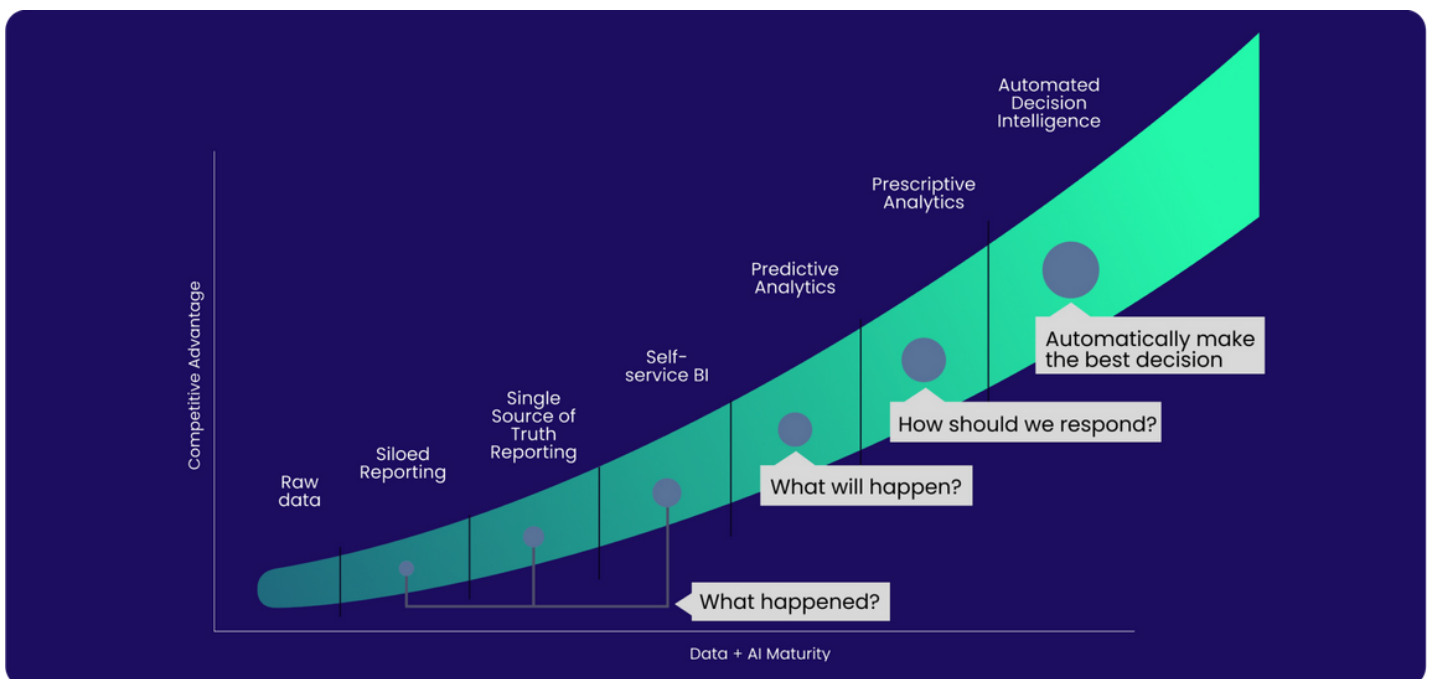 Automated
Decision
Intelligence
Prescriptive
Analytics
Predictive
Analytics
Self-
service BI
Single
Source of
Truth
Reporting
Siloed
Reporting
Raw
data
Competitive Advantage
Automatically make
the best decision
How should we respond?
What will happen?
What happened?
Data + AI Maturity